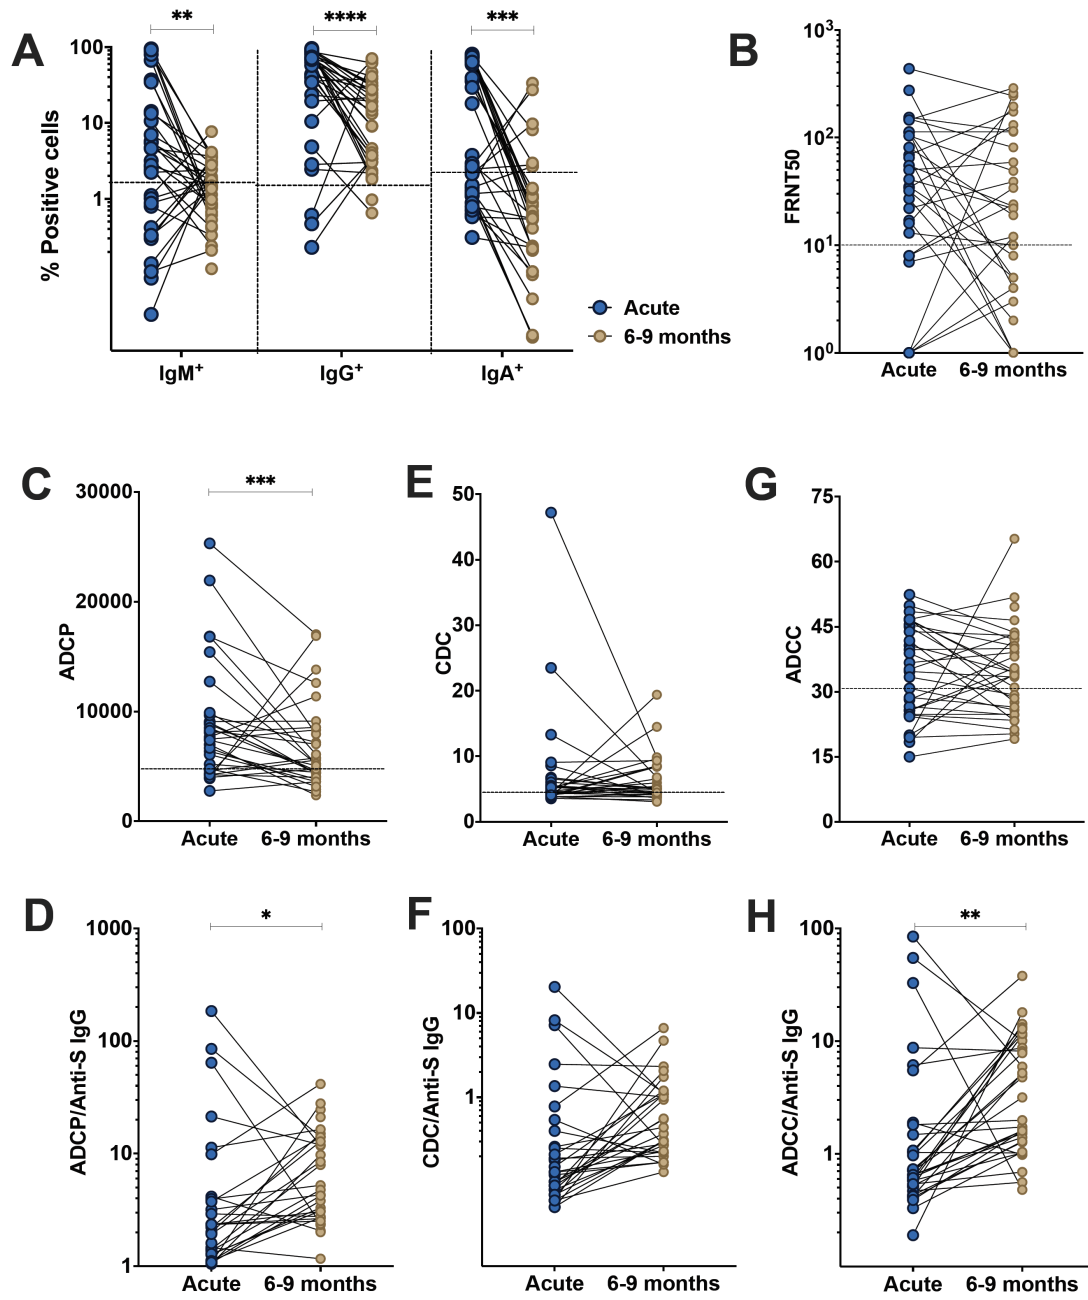 A
**
****
***
100
10
1
% Positive cells
IgM+
IgG+
IgA+
Acute
6-9 months
B
10³
10²
10¹
10⁰
FRNT50
Acute
6-9 months
C
***
30000
20000
10000
0
ADCP
Acute
6-9 months
E
50
40
30
20
10
0
CDC
Acute
6-9 months
G
75
60
45
30
15
0
ADCC
Acute
6-9 months
D
*
1000
100
10
1
ADCP/Anti-S IgG
Acute
6-9 months
F
100
10
1
CDC/Anti-S IgG
Acute
6-9 months
H
**
100
10
1
ADCC/Anti-S IgG
Acute
6-9 months